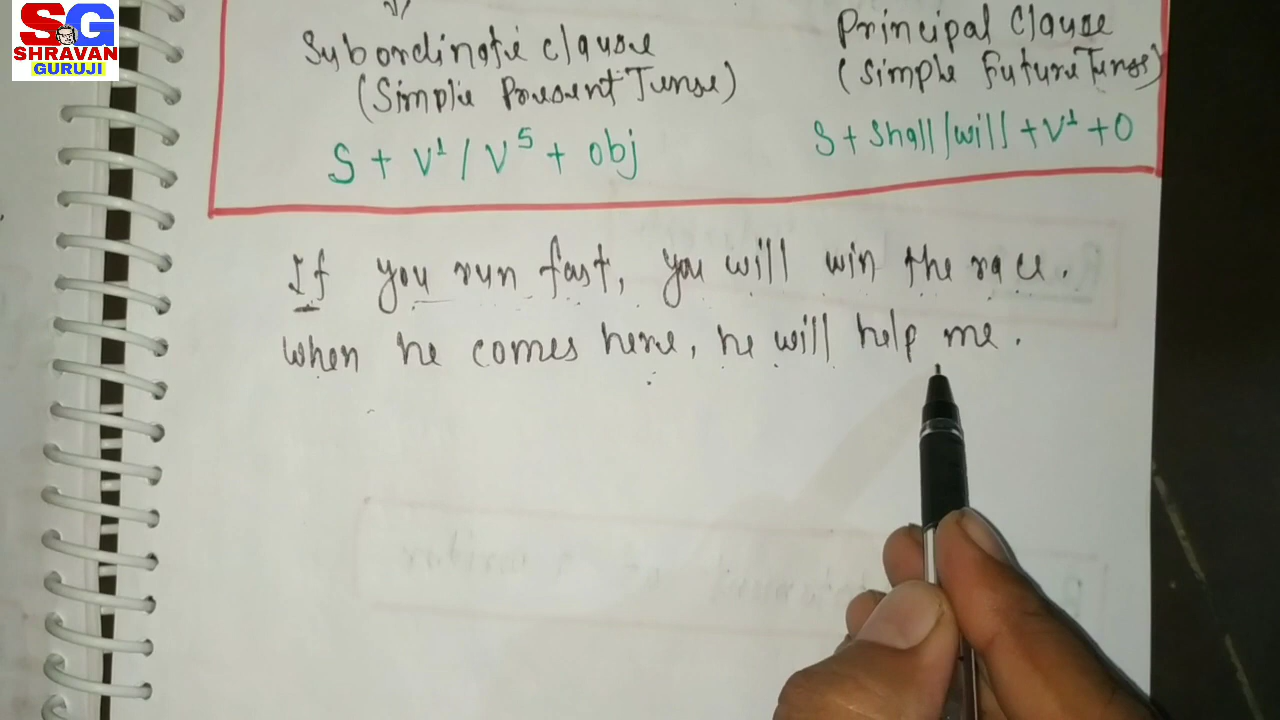 SG
SHRAVAN
GURUJI
Subordinate Clause
(Simple Present Tense)
S + V¹ / V⁵ + obj
Principal Clause
(Simple Future Tense)
S + Shall/will + V¹ + O
If you run fast, you will win the race.
When he comes here, he will help me.